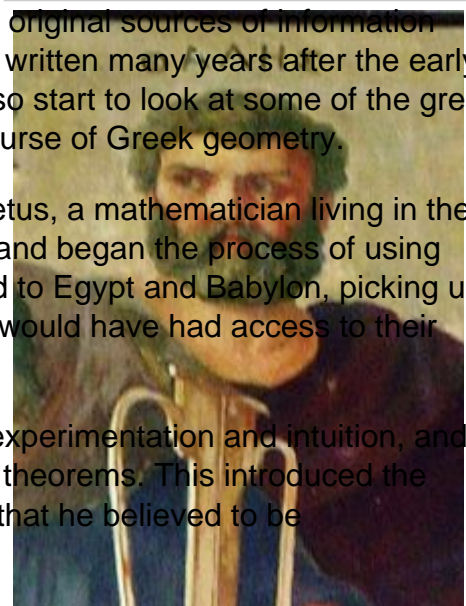 original sources of information
written many years after the early
so start to look at some of the gre
urse of Greek geometry.
etus, a mathematician living in the
and began the process of using
d to Egypt and Babylon, picking u
would have had access to their
experimentation and intuition, and
theorems. This introduced the
that he believed to be